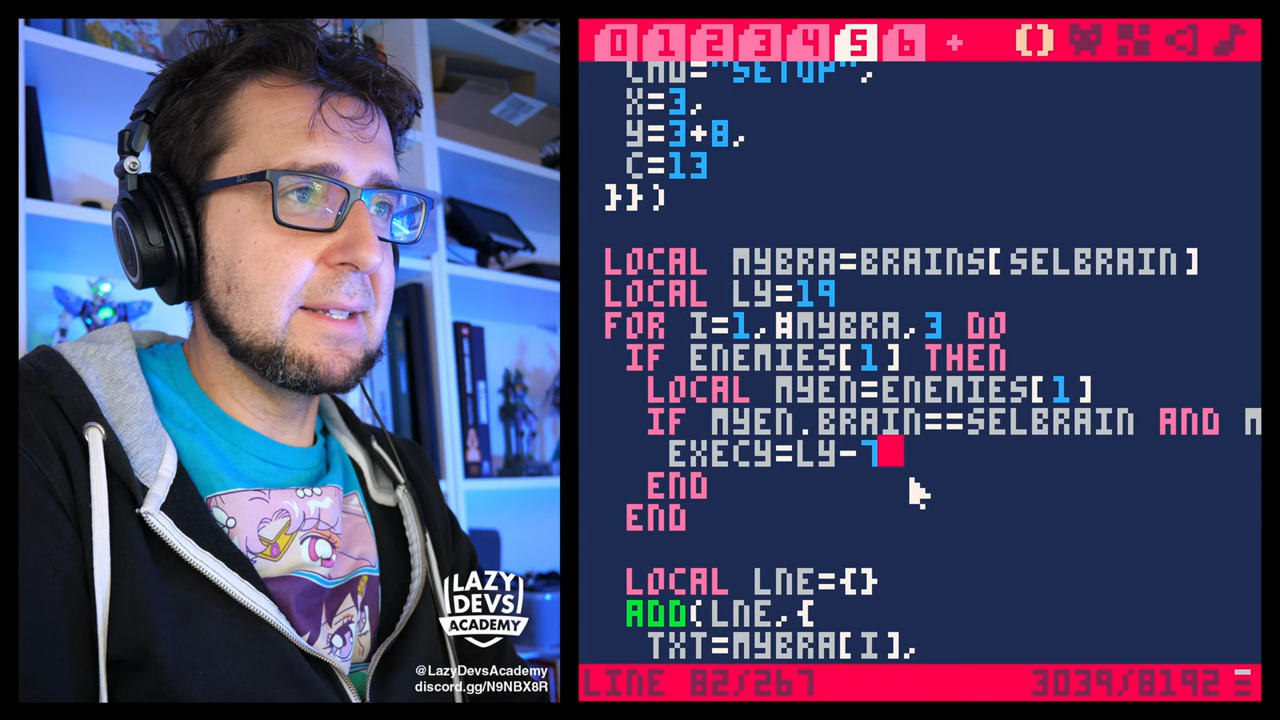 LAZY
DEVS
ACADEMY
@LazyDevsAcademy
discord.gg/N9NBX8R
0 1 2 3 4 5 6 +
CMD="SETUP",
X=3,
Y=3+8,
C=13
}})
LOCAL MYBRA=BRAINS[SELBRAIN]
LOCAL LY=19
FOR I=1,#MYBRA,3 DO
IF ENEMIES[1] THEN
LOCAL MYEN=ENEMIES[1]
IF MYEN.BRAIN==SELBRAIN AND M
EXECY=LY-7
END
END
LOCAL LNE={}
ADD(LNE,{
TXT=MYBRA[I],
LINE 82/267
3039/8192